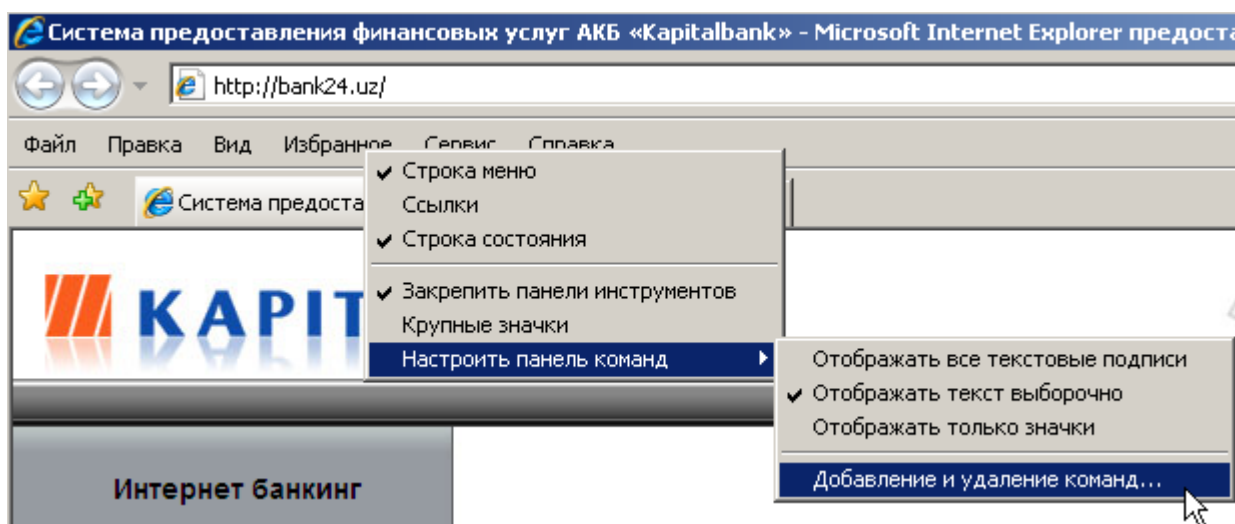 Система предоставления финансовых услуг АКБ «Kapitalbank» - Microsoft Internet Explorer предоста
http://bank24.uz/
Файл Правка Вид Избранное Сервис Справка
Система предоста
Строка меню
Ссылки
Строка состояния
Закрепить панели инструментов
Крупные значки
Настроить панель команд
KAPIT
Отображать все текстовые подписи
Отображать текст выборочно
Отображать только значки
Добавление и удаление команд...
Интернет банкинг